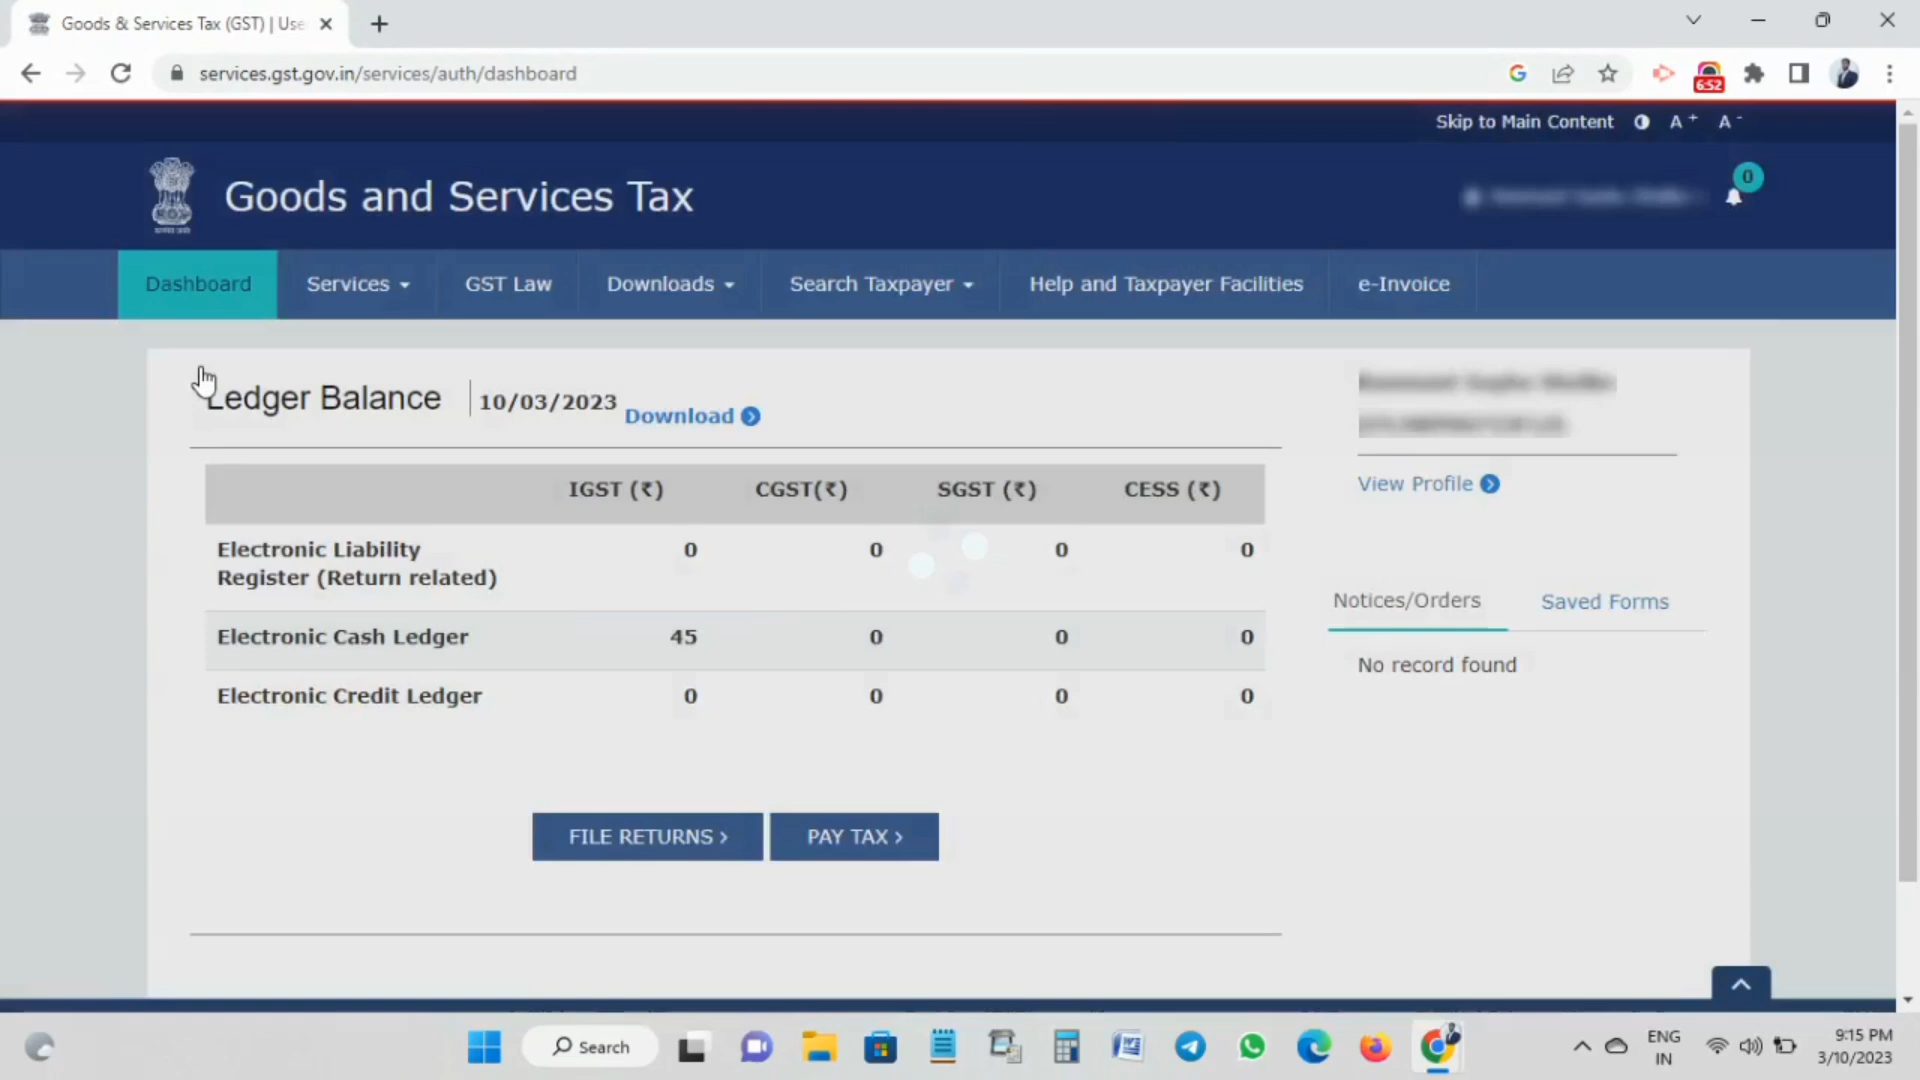 Goods & Services Tax (GST) | Use
services.gst.gov.in/services/auth/dashboard
6:52
Skip to Main Content A+ A-
Goods and Services Tax
0
Dashboard Services GST Law Downloads Search Taxpayer Help and Taxpayer Facilities e-Invoice
Ledger Balance 10/03/2023 Download
View Profile
IGST (₹) CGST(₹) SGST (₹) CESS (₹)
Electronic Liability 0 0 0 0
Register (Return related)
Electronic Cash Ledger 45 0 0 0
Electronic Credit Ledger 0 0 0 0
Notices/Orders Saved Forms
No record found
FILE RETURNS > PAY TAX >
Search
ENG
IN
9:15 PM
3/10/2023